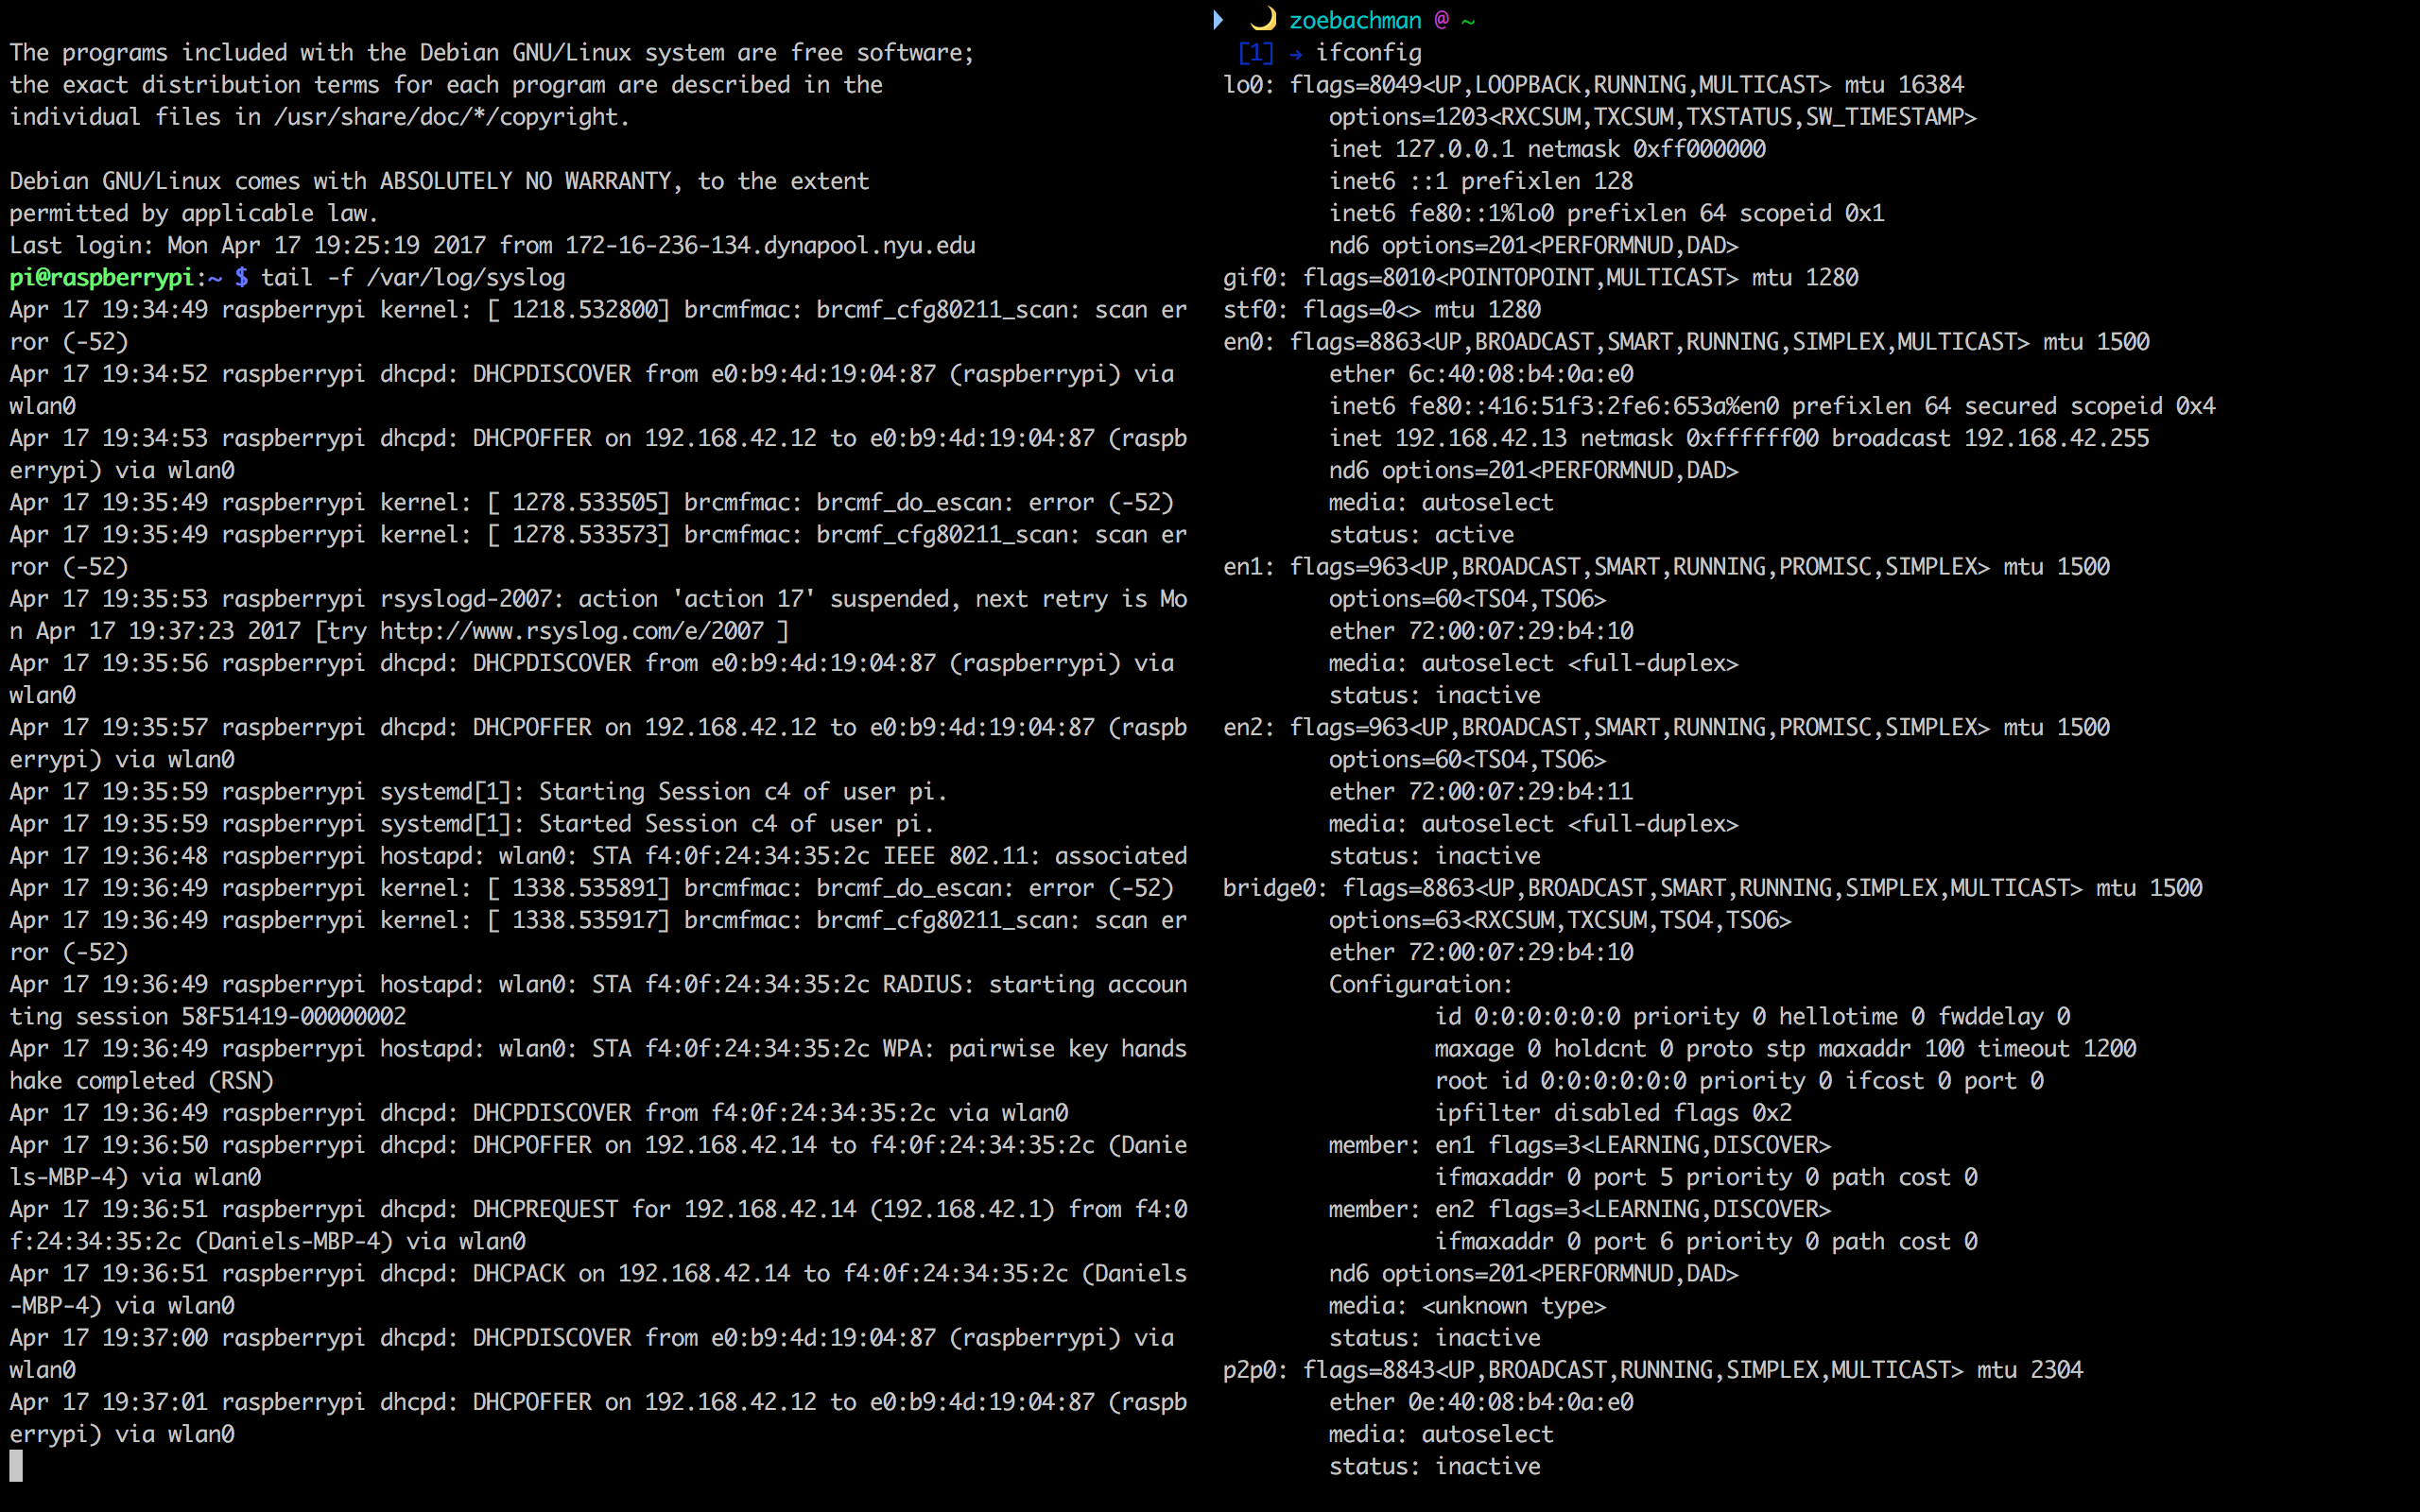 The programs included with the Debian GNU/Linux system are free software;
the exact distribution terms for each program are described in the
individual files in /usr/share/doc/*/copyright.
Debian GNU/Linux comes with ABSOLUTELY NO WARRANTY, to the extent
permitted by applicable law.
Last login: Mon Apr 17 19:25:19 2017 from 172-16-236-134.dynapool.nyu.edu
pi@raspberrypi:~ $ tail -f /var/log/syslog
Apr 17 19:34:49 raspberrypi kernel: [ 1218.532800] brcmfmac: brcmf_cfg80211_scan: scan er
ror (-52)
Apr 17 19:34:52 raspberrypi dhcpd: DHCPDISCOVER from e0:b9:4d:19:04:87 (raspberrypi) via
wlan0
Apr 17 19:34:53 raspberrypi dhcpd: DHCPOFFER on 192.168.42.12 to e0:b9:4d:19:04:87 (raspb
errypi) via wlan0
Apr 17 19:35:49 raspberrypi kernel: [ 1278.533505] brcmfmac: brcmf_do_escan: error (-52)
Apr 17 19:35:49 raspberrypi kernel: [ 1278.533573] brcmfmac: brcmf_cfg80211_scan: scan er
ror (-52)
Apr 17 19:35:53 raspberrypi rsyslogd-2007: action 'action 17' suspended, next retry is Mo
n Apr 17 19:37:23 2017 [try http://www.rsyslog.com/e/2007 ]
Apr 17 19:35:56 raspberrypi dhcpd: DHCPDISCOVER from e0:b9:4d:19:04:87 (raspberrypi) via
wlan0
Apr 17 19:35:57 raspberrypi dhcpd: DHCPOFFER on 192.168.42.12 to e0:b9:4d:19:04:87 (raspb
errypi) via wlan0
Apr 17 19:35:59 raspberrypi systemd[1]: Starting Session c4 of user pi.
Apr 17 19:35:59 raspberrypi systemd[1]: Started Session c4 of user pi.
Apr 17 19:36:48 raspberrypi hostapd: wlan0: STA f4:0f:24:34:35:2c IEEE 802.11: associated
Apr 17 19:36:49 raspberrypi kernel: [ 1338.535891] brcmfmac: brcmf_do_escan: error (-52)
Apr 17 19:36:49 raspberrypi kernel: [ 1338.535917] brcmfmac: brcmf_cfg80211_scan: scan er
ror (-52)
Apr 17 19:36:49 raspberrypi hostapd: wlan0: STA f4:0f:24:34:35:2c RADIUS: starting accoun
ting session 58F51419-00000002
Apr 17 19:36:49 raspberrypi hostapd: wlan0: STA f4:0f:24:34:35:2c WPA: pairwise key hands
hake completed (RSN)
Apr 17 19:36:49 raspberrypi dhcpd: DHCPDISCOVER from f4:0f:24:34:35:2c via wlan0
Apr 17 19:36:50 raspberrypi dhcpd: DHCPOFFER on 192.168.42.14 to f4:0f:24:34:35:2c (Danie
ls-MBP-4) via wlan0
Apr 17 19:36:51 raspberrypi dhcpd: DHCPREQUEST for 192.168.42.14 (192.168.42.1) from f4:0
f:24:34:35:2c (Daniels-MBP-4) via wlan0
Apr 17 19:36:51 raspberrypi dhcpd: DHCPACK on 192.168.42.14 to f4:0f:24:34:35:2c (Daniels
-MBP-4) via wlan0
Apr 17 19:37:00 raspberrypi dhcpd: DHCPDISCOVER from e0:b9:4d:19:04:87 (raspberrypi) via
wlan0
Apr 17 19:37:01 raspberrypi dhcpd: DHCPOFFER on 192.168.42.12 to e0:b9:4d:19:04:87 (raspb
errypi) via wlan0
zoebachman @ ~
[1] → ifconfig
lo0: flags=8049<UP,LOOPBACK,RUNNING,MULTICAST> mtu 16384
options=1203<RXCSUM,TXCSUM,TXSTATUS,SW_TIMESTAMP>
inet 127.0.0.1 netmask 0xff000000
inet6 ::1 prefixlen 128
inet6 fe80::1%lo0 prefixlen 64 scopeid 0x1
nd6 options=201<PERFORMNUD,DAD>
gif0: flags=8010<POINTOPOINT,MULTICAST> mtu 1280
stf0: flags=0<> mtu 1280
en0: flags=8863<UP,BROADCAST,SMART,RUNNING,SIMPLEX,MULTICAST> mtu 1500
ether 6c:40:08:b4:0a:e0
inet6 fe80::416:51f3:2fe6:653a%en0 prefixlen 64 secured scopeid 0x4
inet 192.168.42.13 netmask 0xffffff00 broadcast 192.168.42.255
nd6 options=201<PERFORMNUD,DAD>
media: autoselect
status: active
en1: flags=963<UP,BROADCAST,SMART,RUNNING,PROMISC,SIMPLEX> mtu 1500
options=60<TSO4,TSO6>
ether 72:00:07:29:b4:10
media: autoselect <full-duplex>
status: inactive
en2: flags=963<UP,BROADCAST,SMART,RUNNING,PROMISC,SIMPLEX> mtu 1500
options=60<TSO4,TSO6>
ether 72:00:07:29:b4:11
media: autoselect <full-duplex>
status: inactive
bridge0: flags=8863<UP,BROADCAST,SMART,RUNNING,SIMPLEX,MULTICAST> mtu 1500
options=63<RXCSUM,TXCSUM,TSO4,TSO6>
ether 72:00:07:29:b4:10
Configuration:
id 0:0:0:0:0:0 priority 0 hellotime 0 fwddelay 0
maxage 0 holdcnt 0 proto stp maxaddr 100 timeout 1200
root id 0:0:0:0:0:0 priority 0 ifcost 0 port 0
ipfilter disabled flags 0x2
member: en1 flags=3<LEARNING,DISCOVER>
ifmaxaddr 0 port 5 priority 0 path cost 0
member: en2 flags=3<LEARNING,DISCOVER>
ifmaxaddr 0 port 6 priority 0 path cost 0
nd6 options=201<PERFORMNUD,DAD>
media: <unknown type>
status: inactive
p2p0: flags=8843<UP,BROADCAST,RUNNING,SIMPLEX,MULTICAST> mtu 2304
ether 0e:40:08:b4:0a:e0
media: autoselect
status: inactive